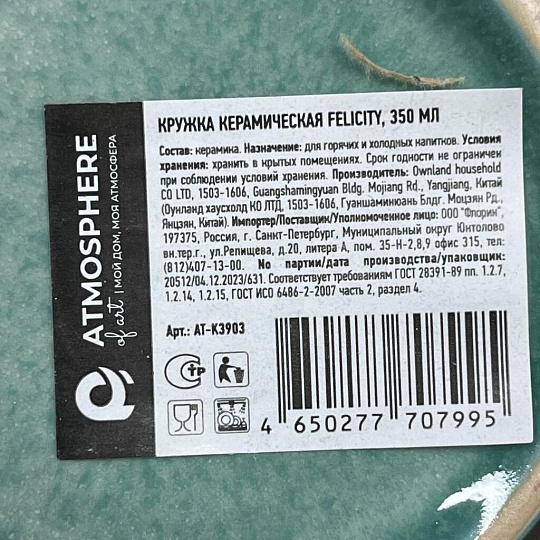 ATMOSPHERE
of art | МОЙ ДОМ, МОЯ АТМОСФЕРА
КРУЖКА КЕРАМИЧЕСКАЯ FELICITY, 350 МЛ
Состав: керамика. Назначение: для горячих и холодных напитков. Условия
хранения: хранить в крытых помещениях. Срок годности не ограничен
при соблюдении условий хранения. Производитель: Ownland household
CO LTD, 1503-1606, Guangshamingyuan Bldg. Mojiang Rd., Yangjiang, Китай
(Оунланд хаусхолд КО ЛТД, 1503-1606, Гуаншаминюань Блдг. Моцзян Рд.,
Янцзян, Китай). Импортер/Поставщик/Уполномоченное лицо: ООО "Флорин",
197375, Россия, г. Санкт-Петербург, Муниципальный округ Юнтолово
вн.тер.г., ул.Репищева, д.20, литера А, пом. 35-Н-2,8,9 офис 315, тел:
(812)407-13-00. No партии/дата производства/упаковщик:
20512/04.12.2023/631. Соответствует требованиям ГОСТ 28391-89 пп. 1.2.7,
1.2.14, 1.2.15, ГОСТ ИСО 6486-2-2007 часть 2, раздел 4.
Арт.: AT-K3903
СТР
4 650277 707995